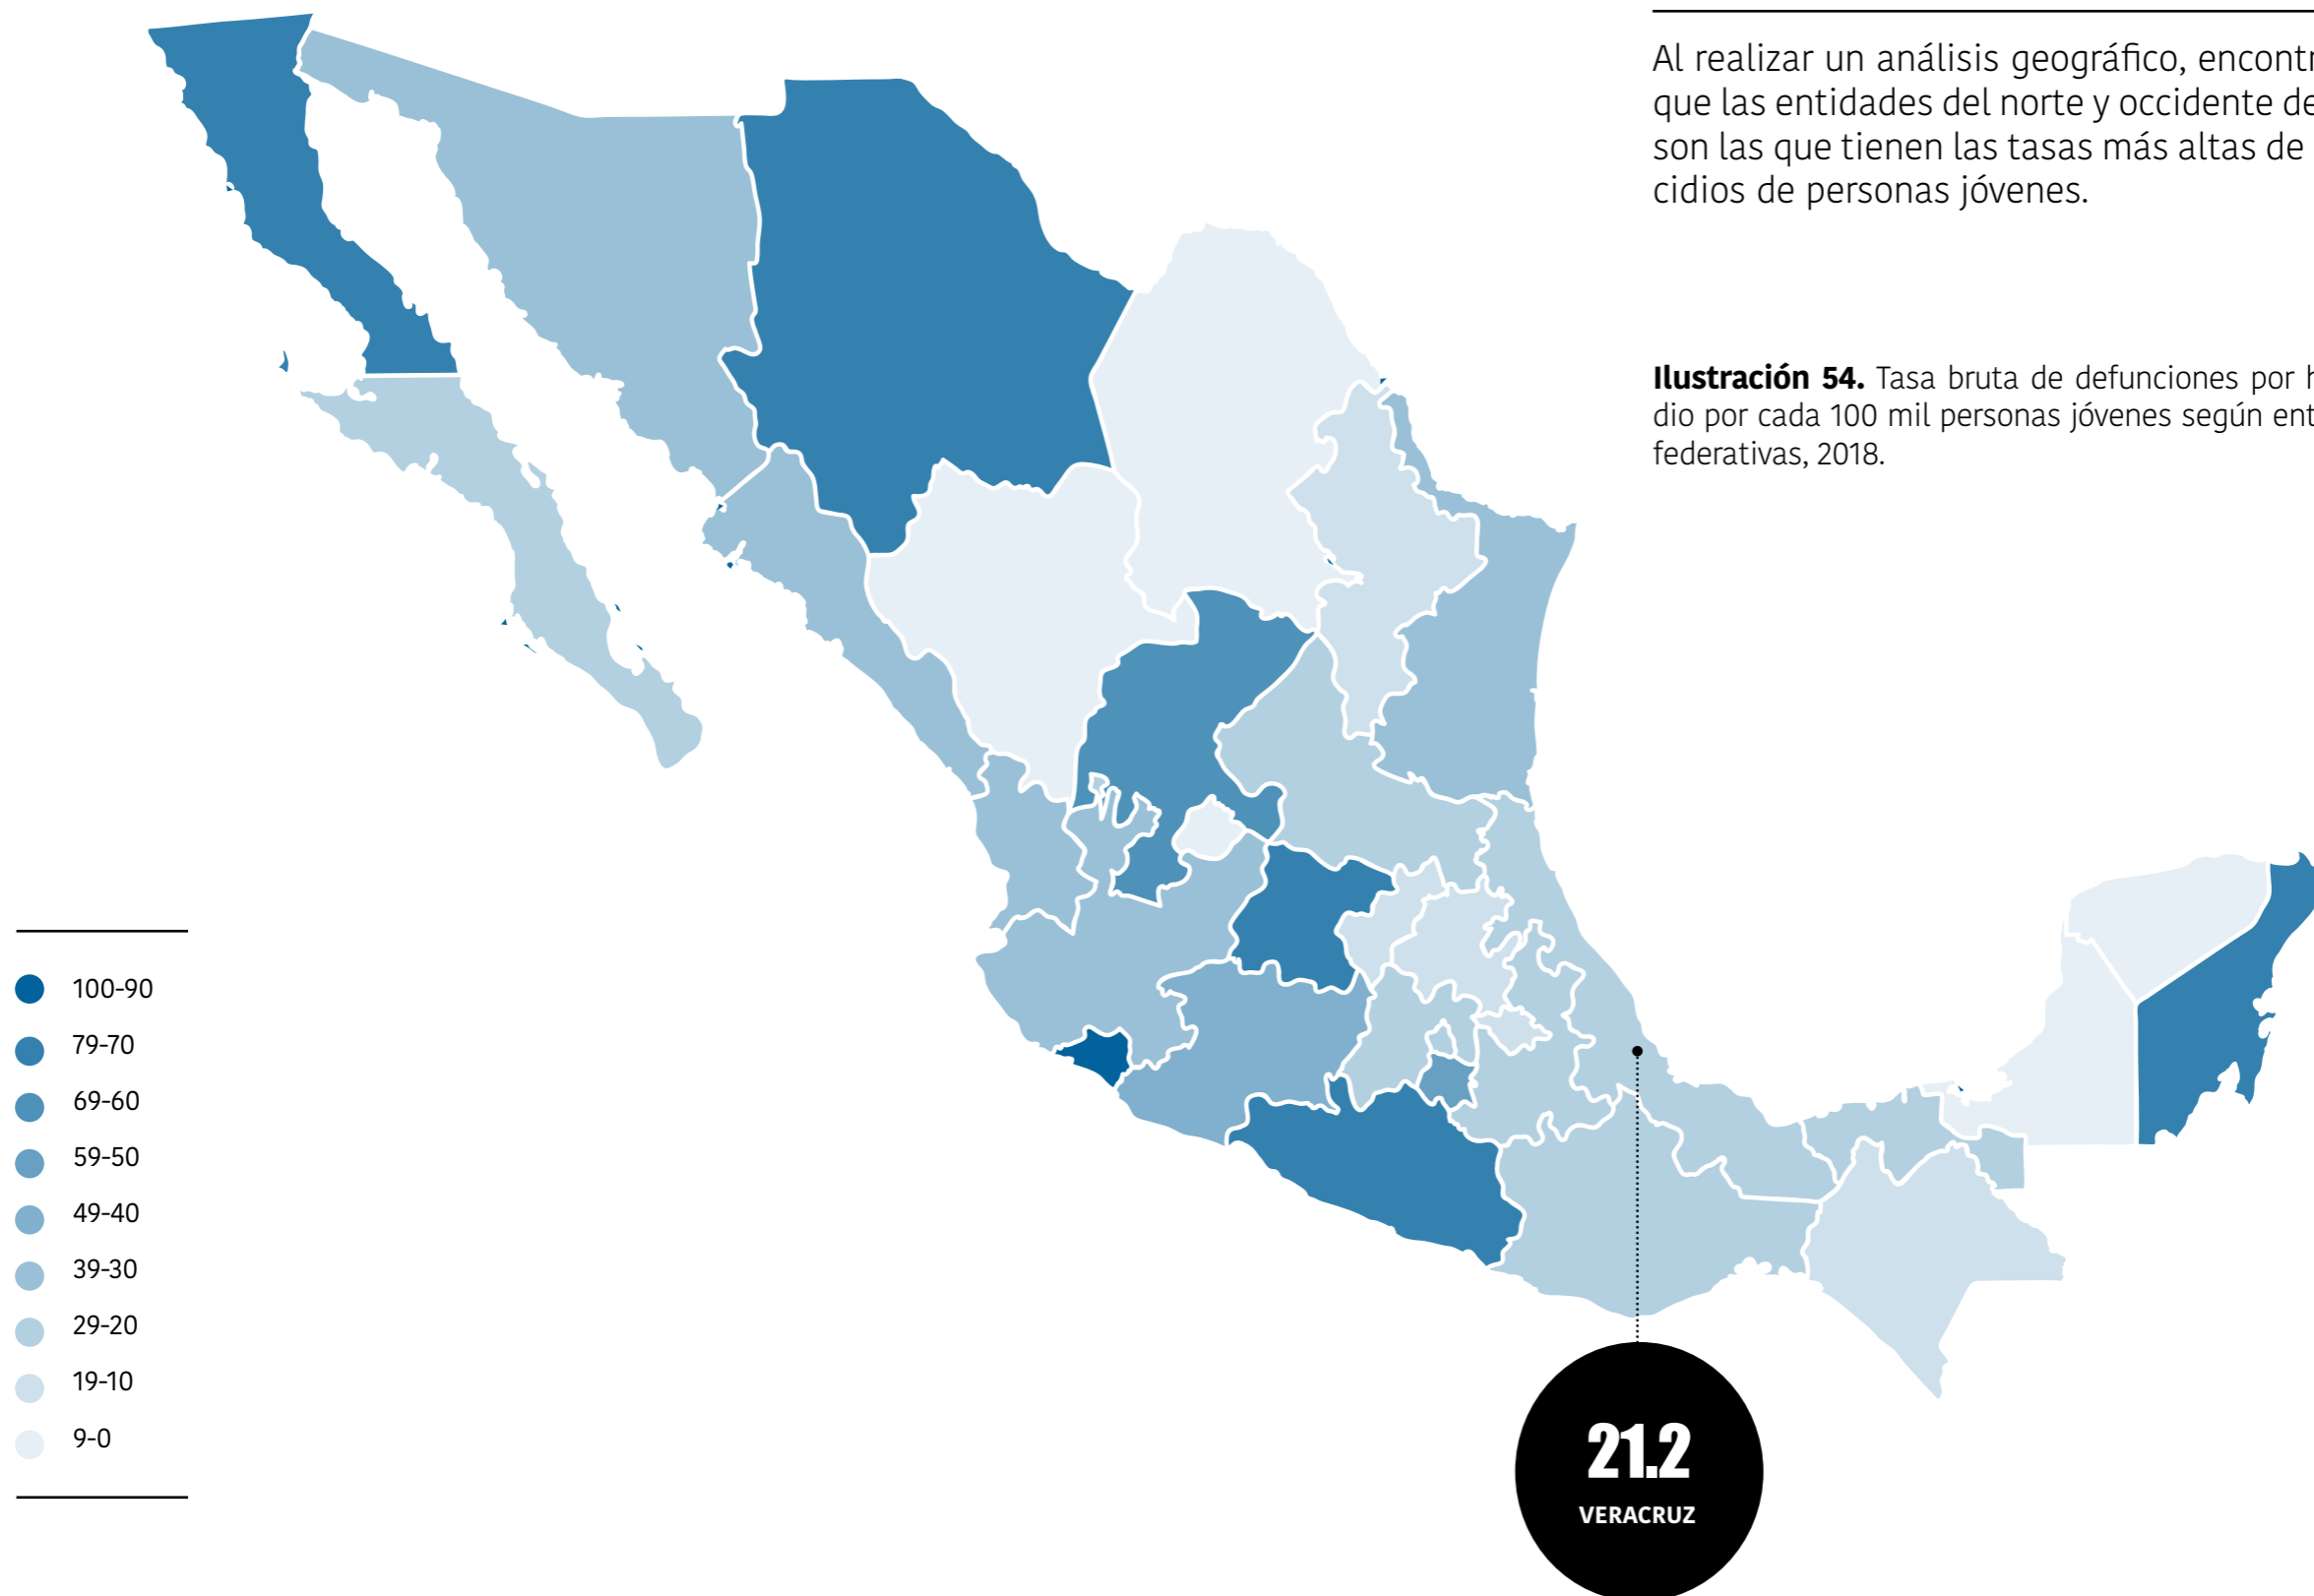 Al realizar un análisis geográfico, encontr
que las entidades del norte y occidente de
son las que tienen las tasas más altas de
cidios de personas jóvenes.
Ilustración 54. Tasa bruta de defunciones por h
dio por cada 100 mil personas jóvenes según ent
federativas, 2018.
100-90
79-70
69-60
59-50
49-40
39-30
29-20
19-10
9-0
21.2
VERACRUZ